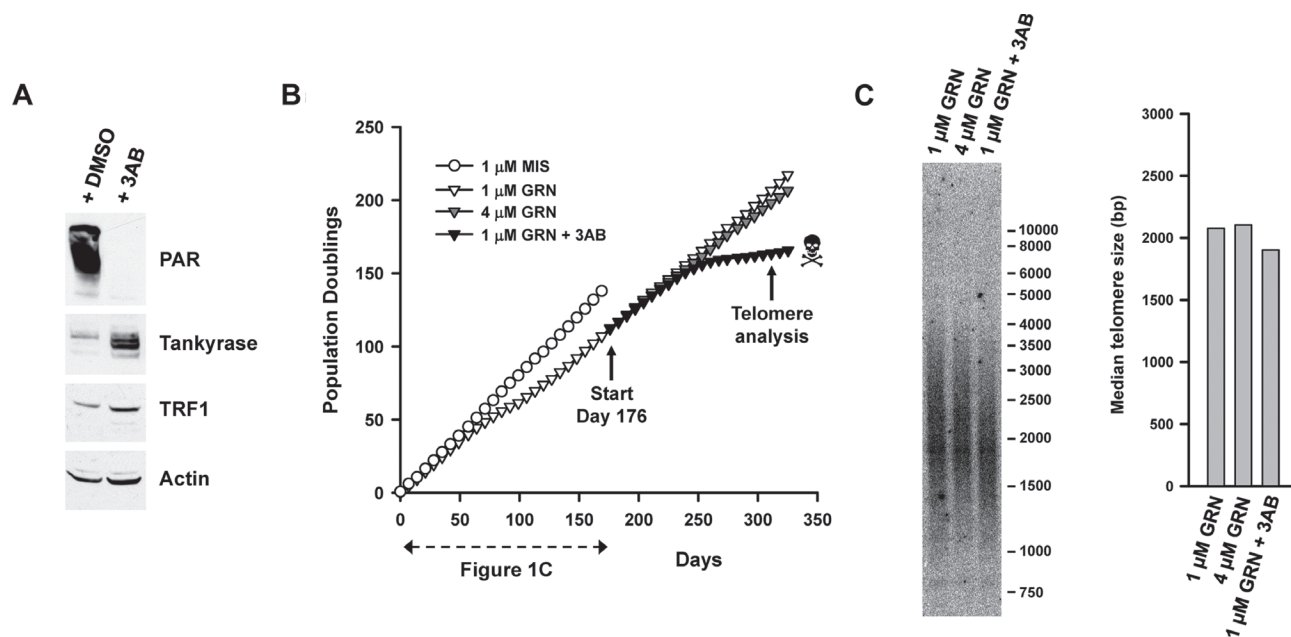 A
+ DMSO
+ 3AB
PAR
Tankyrase
TRF1
Actin
B
Population Doublings
250
200
150
100
50
0
1 µM MIS
1 µM GRN
4 µM GRN
1 µM GRN + 3AB
Start
Day 176
Telomere
analysis
0 50 100 150 200 250 300 350
Figure 1C
Days
C
1 µM GRN
4 µM GRN
1 µM GRN + 3AB
10000
8000
6000
5000
4000
3500
3000
2500
2000
1500
1000
750
Median telomere size (bp)
3000
2500
2000
1500
1000
500
0
1 µM GRN
4 µM GRN
1 µM GRN + 3AB